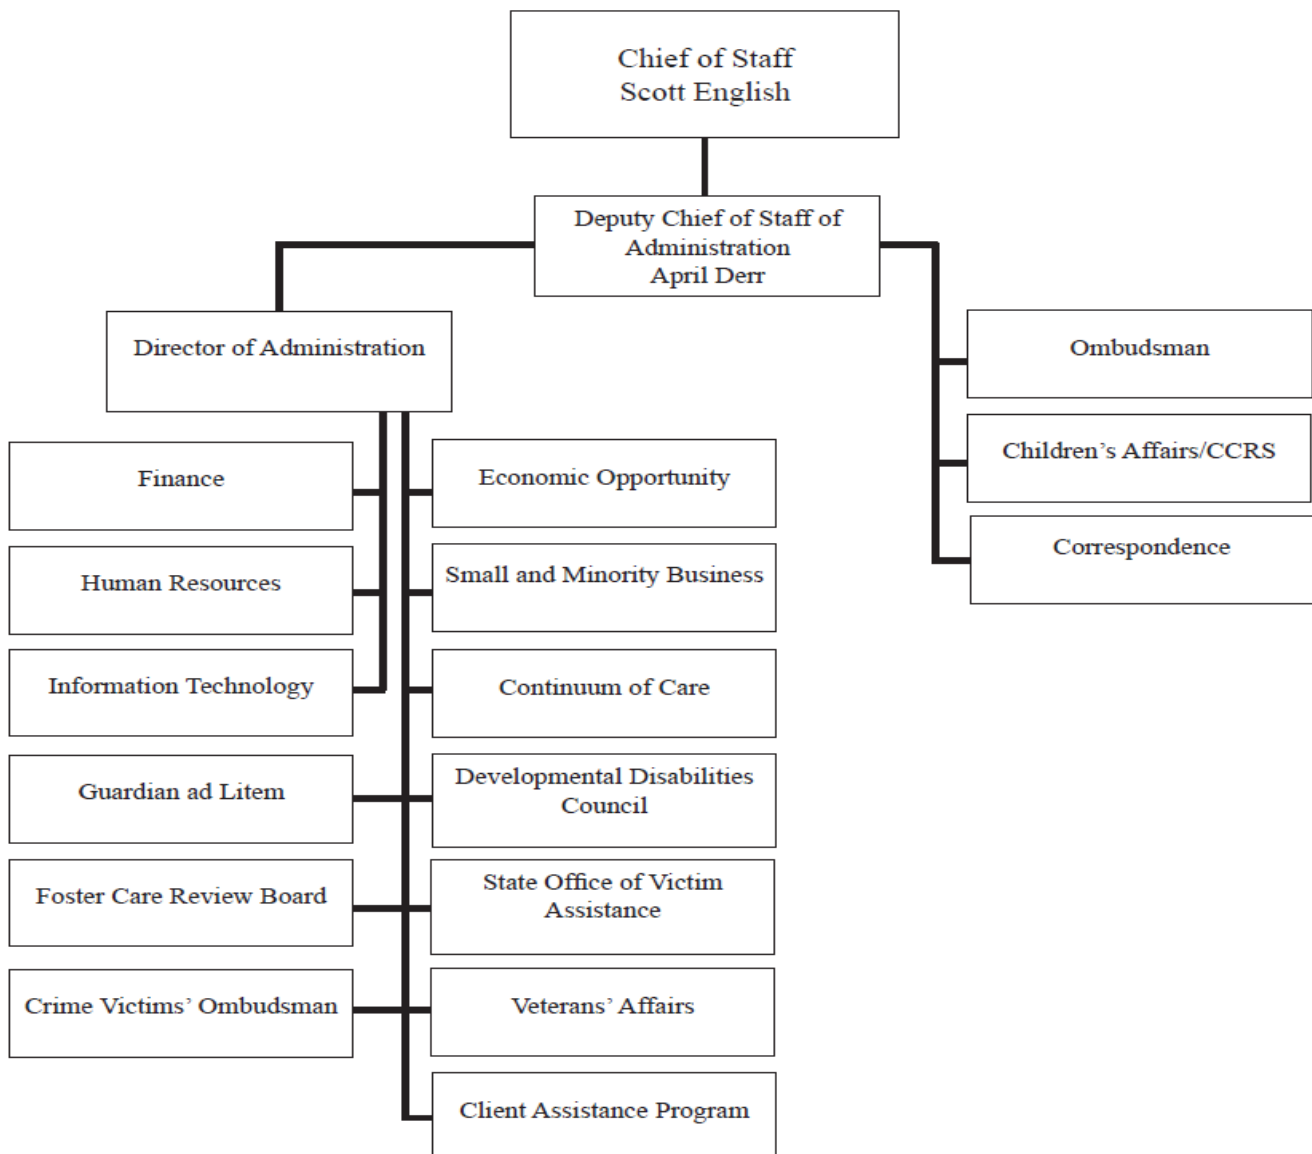 Chief of Staff
Scott English
Deputy Chief of Staff of
Administration
April Derr
Director of Administration
Ombudsman
Children’s Affairs/CCRS
Correspondence
Finance
Economic Opportunity
Human Resources
Small and Minority Business
Information Technology
Continuum of Care
Guardian ad Litem
Developmental Disabilities
Council
Foster Care Review Board
State Office of Victim
Assistance
Crime Victims’ Ombudsman
Veterans’ Affairs
Client Assistance Program